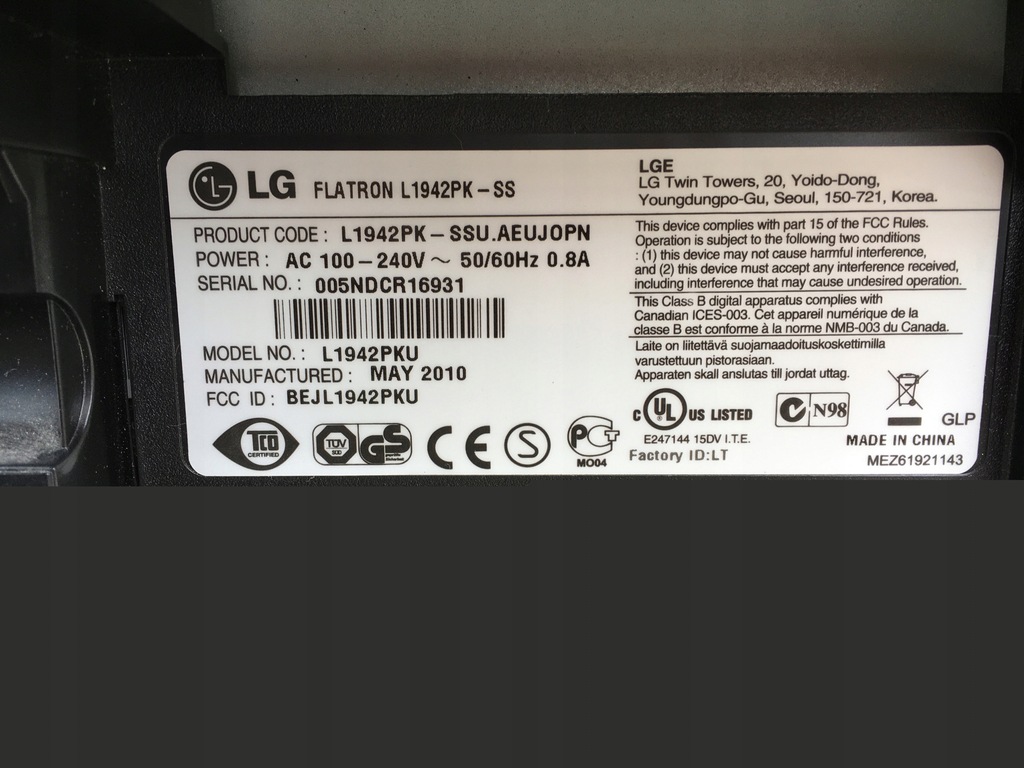 LG FLATRON L1942PK-SS
PRODUCT CODE : L1942PK-SSU.AEUJOPN
POWER : AC 100-240V ~ 50/60Hz 0.8A
SERIAL NO. : 005NDCR16931
MODEL NO. : L1942PKU
MANUFACTURED : MAY 2010
FCC ID : BEJL1942PKU
TCO
CERTIFIED
TÜV
SÜD
GS
geprüfte
Sicherheit
CE
S
PCT
MO04
LGE
LG Twin Towers, 20, Yoido-Dong,
Youngdungpo-Gu, Seoul, 150-721, Korea.
This device complies with part 15 of the FCC Rules.
Operation is subject to the following two conditions
: (1) this device may not cause harmful interference,
and (2) this device must accept any interference received,
including interference that may cause undesired operation.
This Class B digital apparatus complies with
Canadian ICES-003. Cet appareil numérique de la
classe B est conforme à la norme NMB-003 du Canada.
Laite on liitettävä suojamaadoituskoskettimilla
varustettuun pistorasiaan.
Apparaten skall anslutas till jordat uttag.
c UL US LISTED
E247144 15DV I.T.E.
Factory ID:LT
N98
GLP
MADE IN CHINA
MEZ61921143